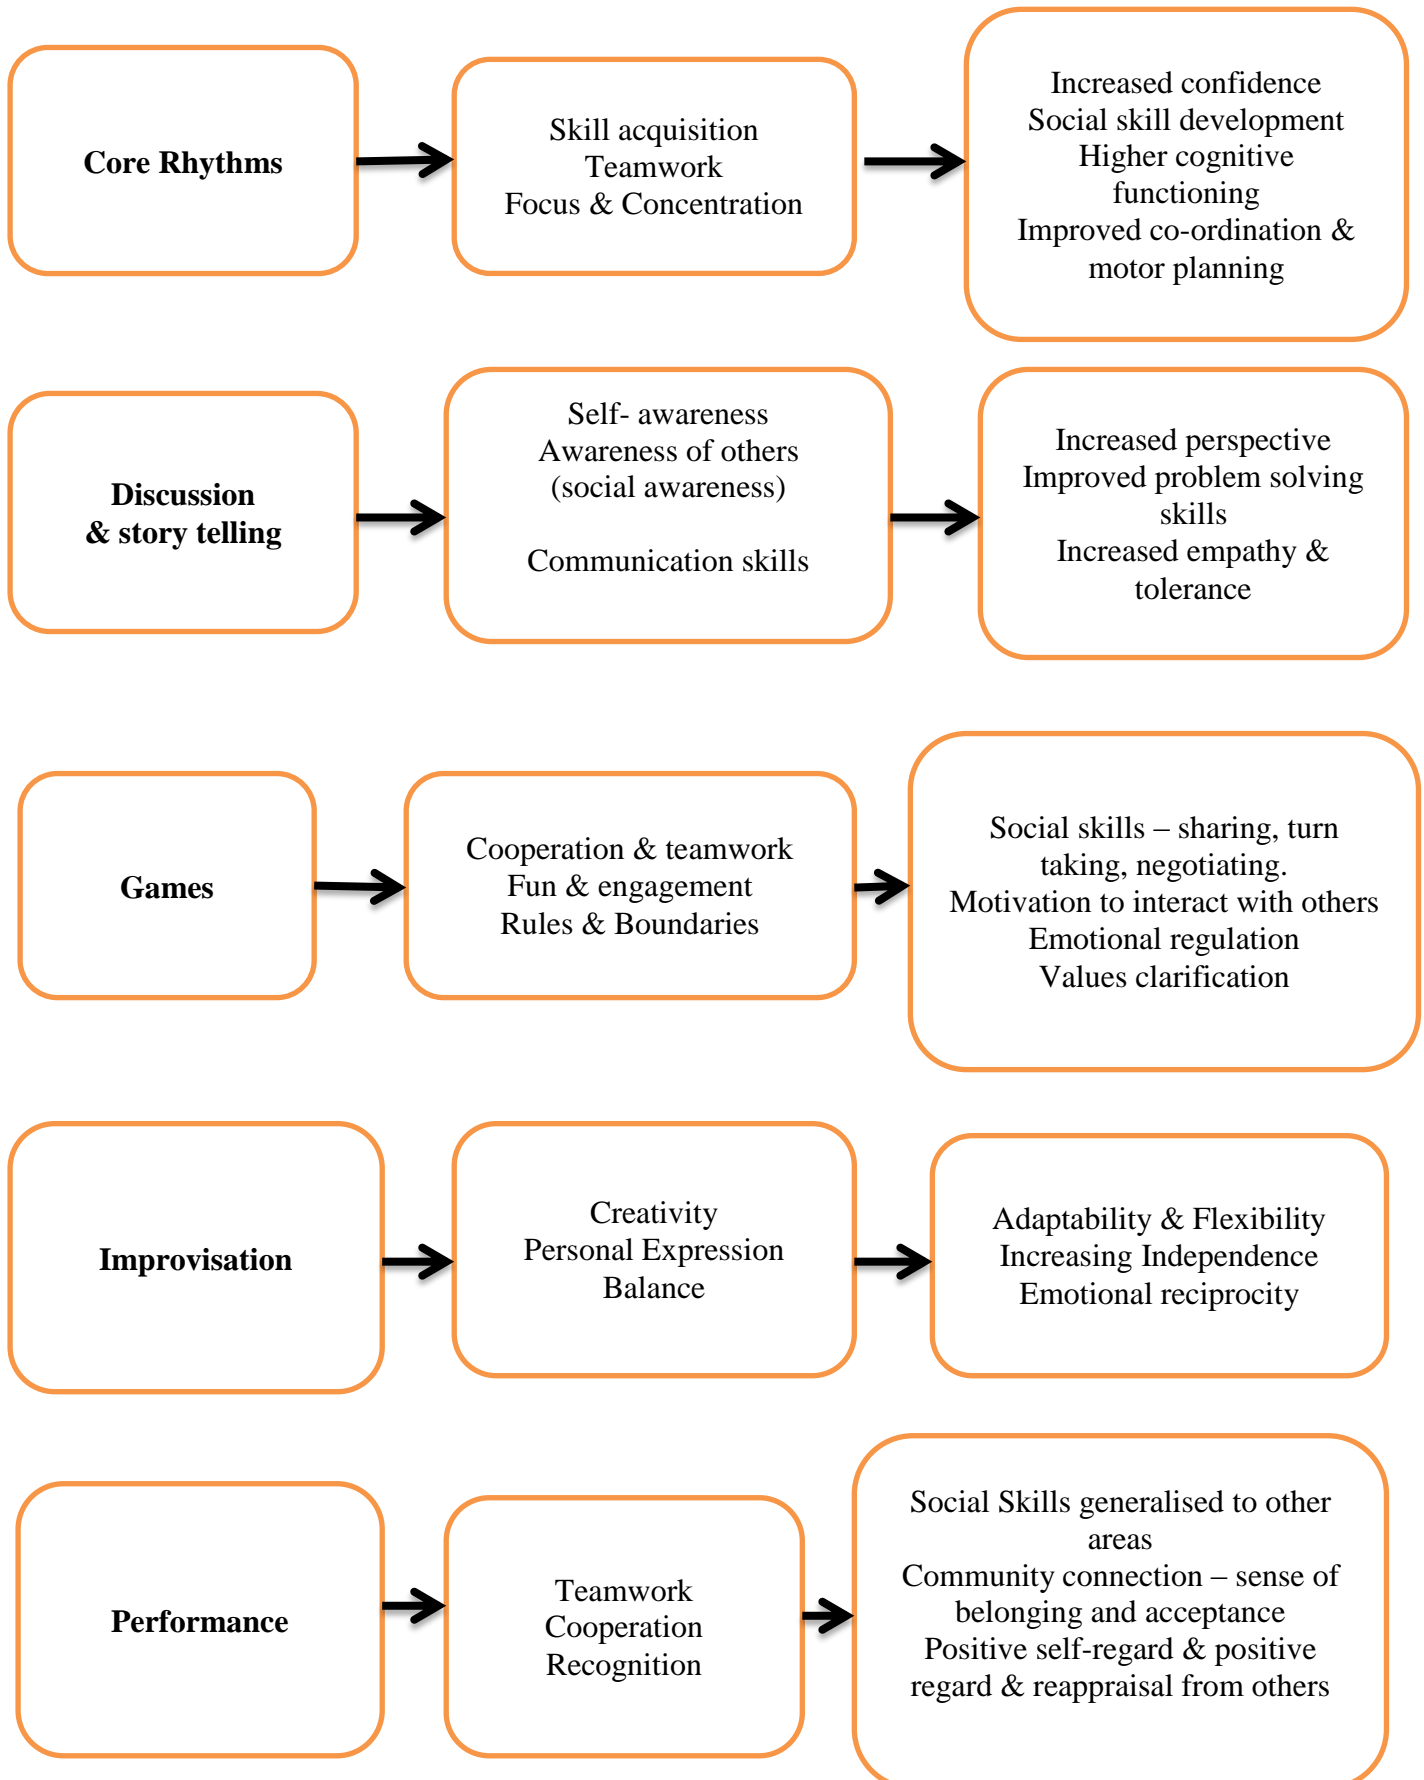 Core Rhythms
Skill acquisition
Teamwork
Focus & Concentration
Increased confidence
Social skill development
Higher cognitive
functioning
Improved co-ordination &
motor planning
Discussion
& story telling
Self- awareness
Awareness of others
(social awareness)
Communication skills
Increased perspective
Improved problem solving
skills
Increased empathy &
tolerance
Games
Cooperation & teamwork
Fun & engagement
Rules & Boundaries
Social skills – sharing, turn
taking, negotiating.
Motivation to interact with others
Emotional regulation
Values clarification
Improvisation
Creativity
Personal Expression
Balance
Adaptability & Flexibility
Increasing Independence
Emotional reciprocity
Performance
Teamwork
Cooperation
Recognition
Social Skills generalised to other
areas
Community connection – sense of
belonging and acceptance
Positive self-regard & positive
regard & reappraisal from others